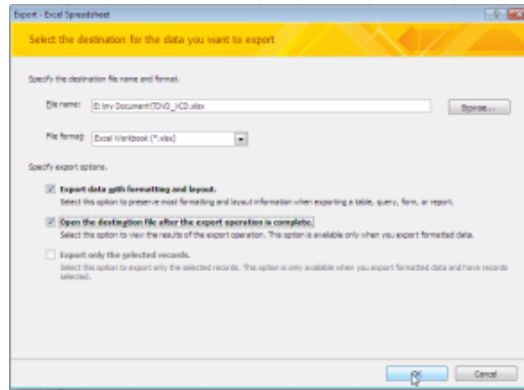 Export - Excel Spreadsheet
Select the destination for the data you want to export
Specify the destination file name and format.
File name: E:\my Document\TDVD_VCD.xlsx Browse...
File format: Excel Workbook (*.xlsx)
Specify export options.
Export data with formatting and layout.
Select this option to preserve most formatting and layout information when exporting a table, query, form, or report.
Open the destination file after the export operation is complete.
Select this option to view the results of the export operation. This option is available only when you export formatted data.
Export only the selected records.
Select this option to export only the selected records. This option is only available when you export formatted data and have records
selected.
OK Cancel